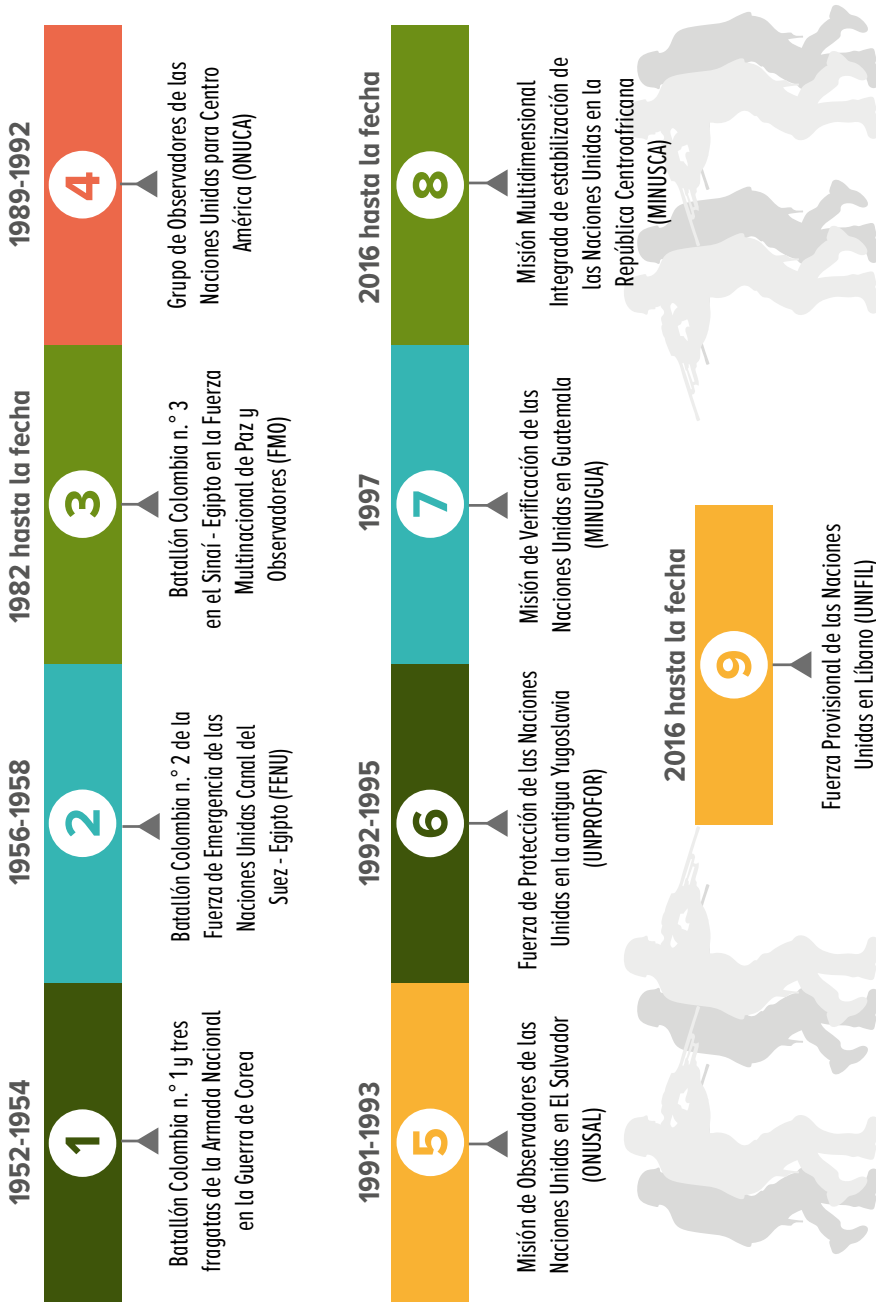 1952-1954
1
Batallón Colombia n.° 1 y tres
fragatas de la Armada Nacional
en la Guerra de Corea
1956-1958
2
Batallón Colombia n.° 2 de la
Fuerza de Emergencia de las
Naciones Unidas Canal del
Suez - Egipto (FENU)
1982 hasta la fecha
3
Batallón Colombia n.° 3
en el Sinaí - Egipto en la Fuerza
Multinacional de Paz y
Observadores (FMO)
1989-1992
4
Grupo de Observadores de las
Naciones Unidas para Centro
América (ONUCA)
1991-1993
5
Misión de Observadores de las
Naciones Unidas en El Salvador
(ONUSAL)
1992-1995
6
Fuerza de Protección de las Naciones
Unidas en la antigua Yugoslavia
(UNPROFOR)
1997
7
Misión de Verificación de las
Naciones Unidas en Guatemala
(MINUGUA)
2016 hasta la fecha
8
Misión Multidimensional
Integrada de estabilización de
las Naciones Unidas en la
República Centroafricana
(MINUSCA)
2016 hasta la fecha
9
Fuerza Provisional de las Naciones
Unidas en Líbano (UNIFIL)